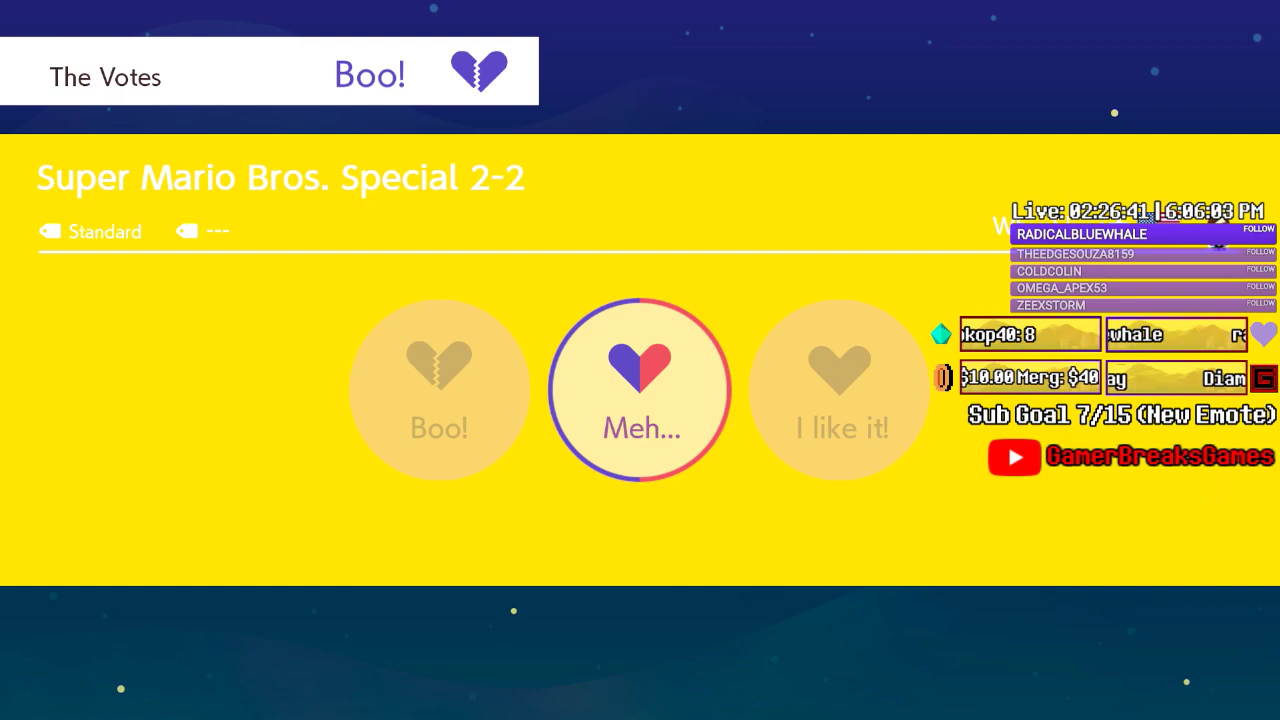 The Votes
Boo!
Super Mario Bros. Special 2-2
Standard
---
Live: 02:26:41 | 6:06:03 PM
RADICALBLUEWHALE FOLLOW
THEEDGESOUZA8159 FOLLOW
COLDCOLIN FOLLOW
OMEGA_APEX53 FOLLOW
ZEEXSTORM FOLLOW
kop40: 8
whale
$10.00 Merg: $40
ay Diam
Sub Goal 7/15 (New Emote)
GamerBreaksGames
Boo!
Meh...
I like it!